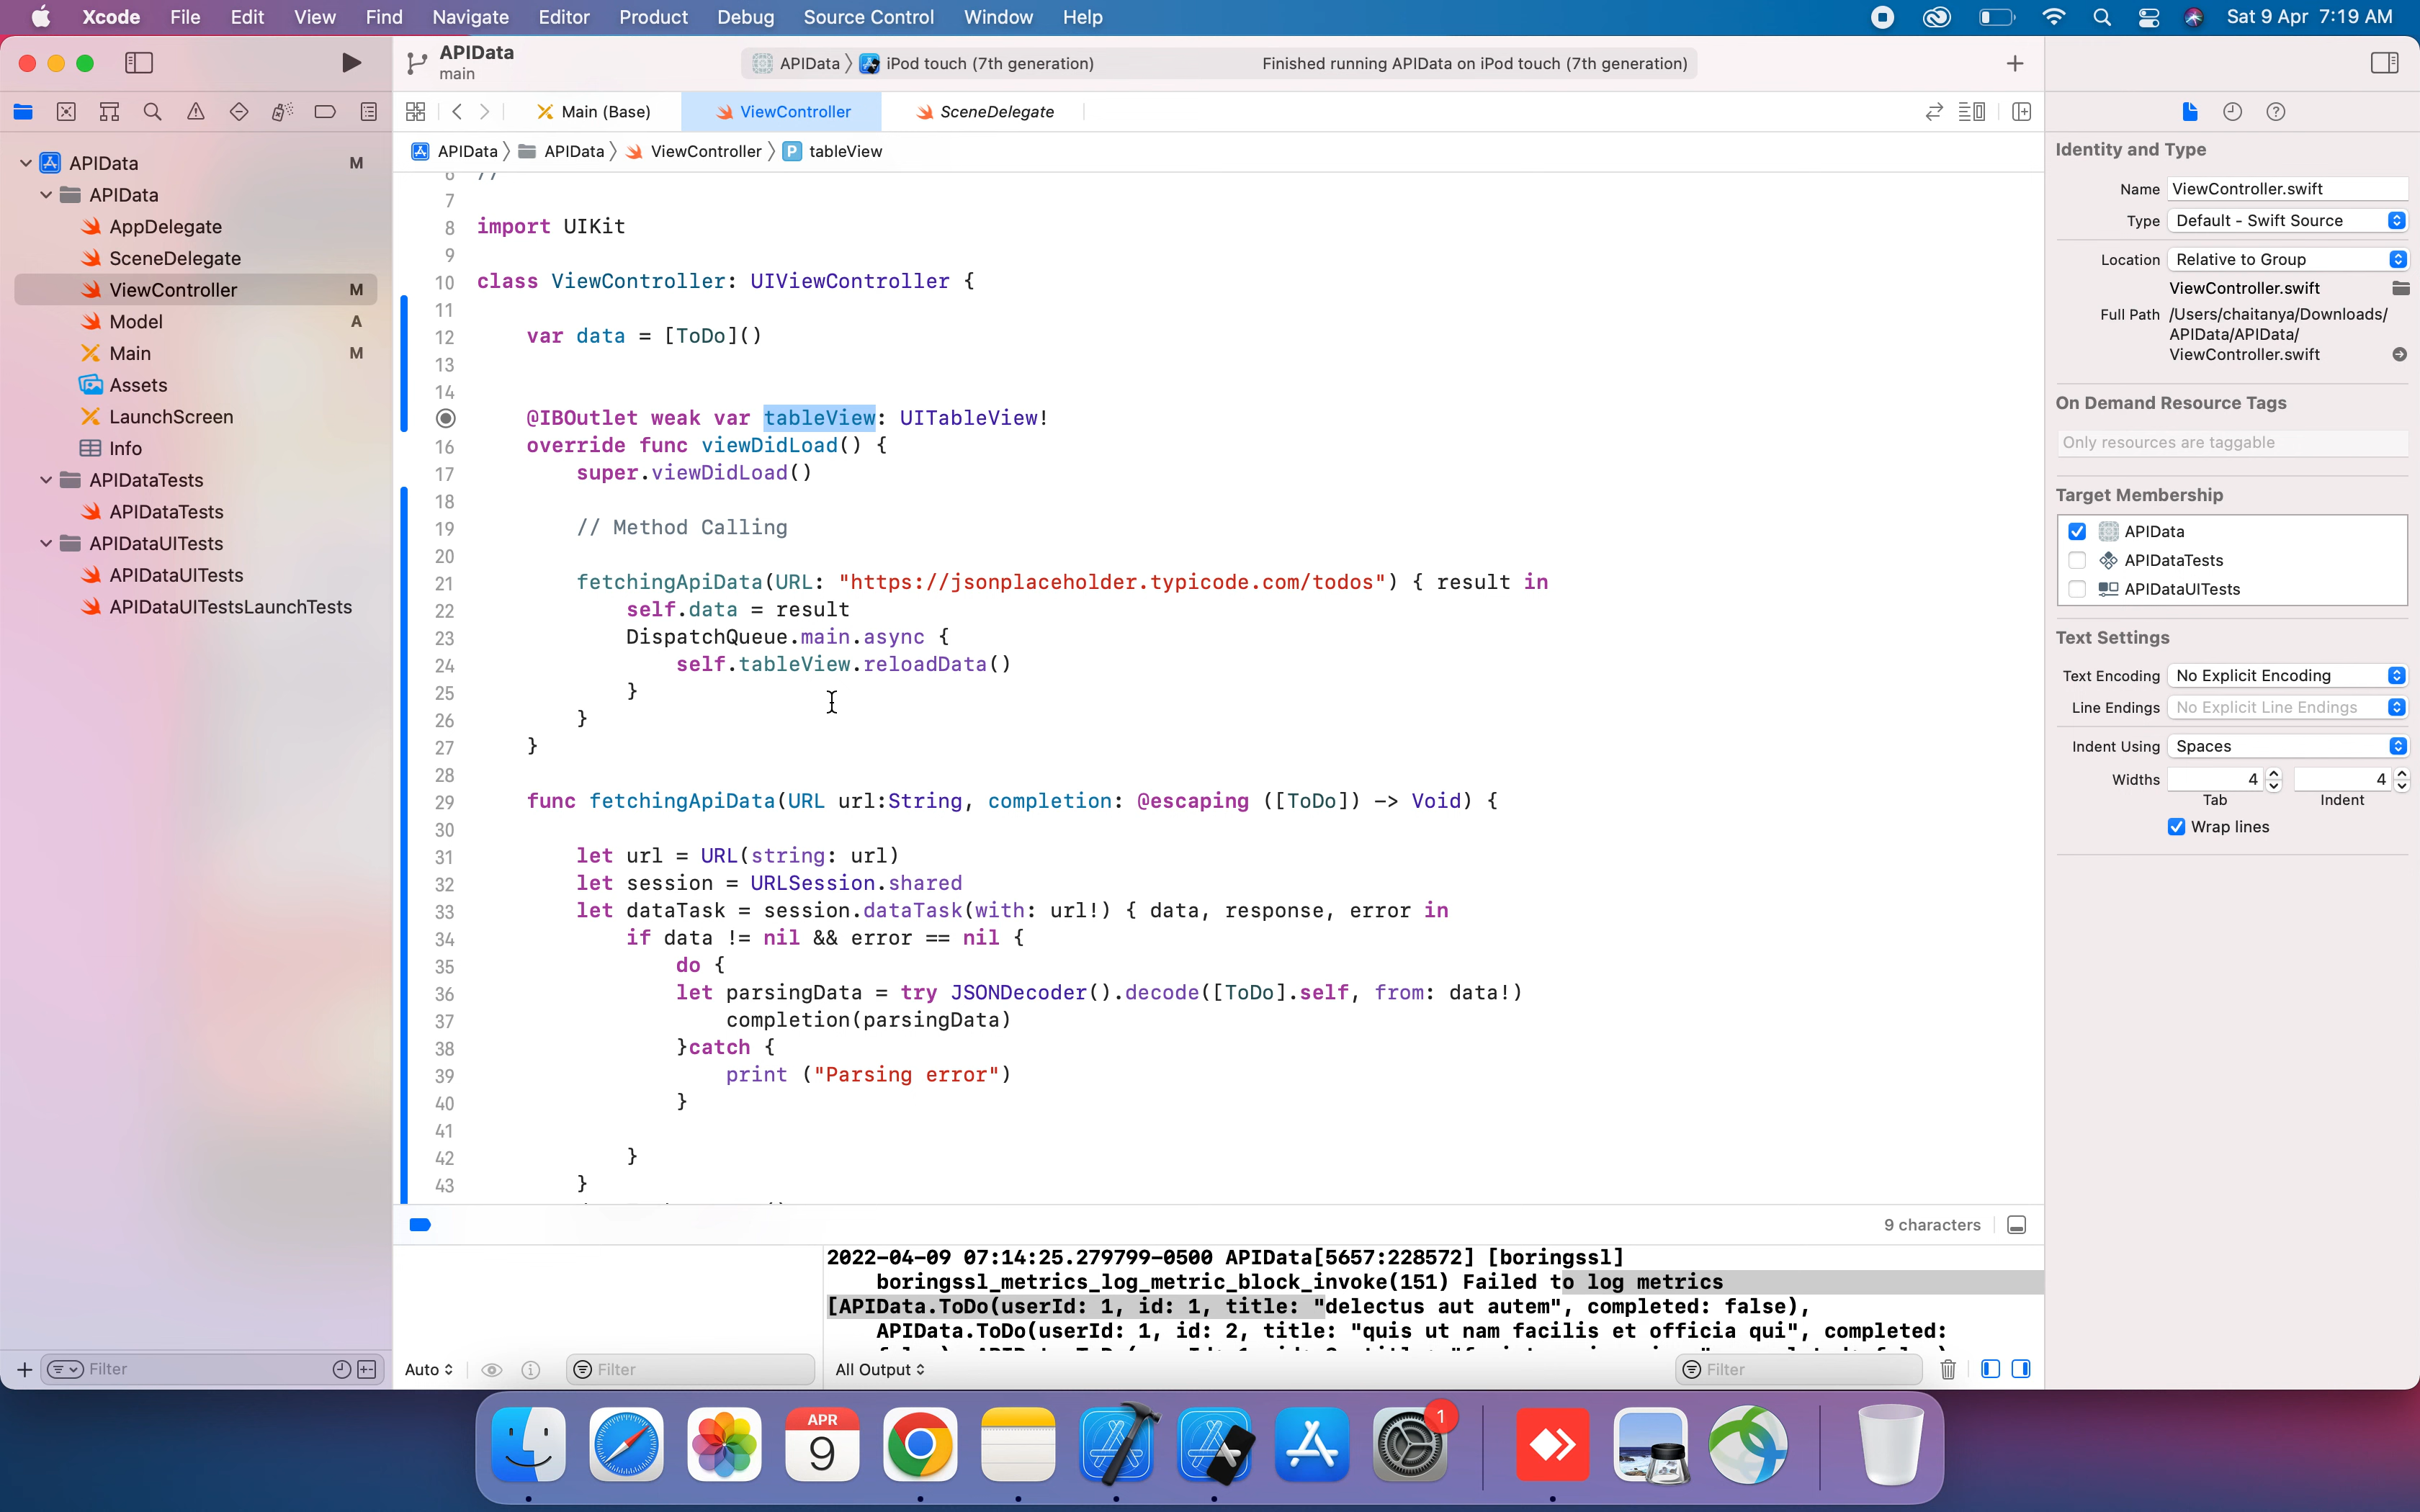 Xcode File Edit View Find Navigate Editor Product Debug Source Control Window Help Sat 9 Apr 7:19 AM
APIData
main
APIData iPod touch (7th generation) Finished running APIData on iPod touch (7th generation)
Main (Base) ViewController SceneDelegate
APIData APIData ViewController P tableView
APIData M
APIData
AppDelegate
SceneDelegate
ViewController M
Model A
Main M
Assets
LaunchScreen
Info
APIDataTests
APIDataTests
APIDataUITests
APIDataUITests
APIDataUITestsLaunchTests
Filter
6 //
7
8 import UIKit
9
10 class ViewController: UIViewController {
11
12 var data = [ToDo]()
13
14
@IBOutlet weak var tableView: UITableView!
16 override func viewDidLoad() {
17 super.viewDidLoad()
18
19 // Method Calling
20
21 fetchingApiData(URL: "https://jsonplaceholder.typicode.com/todos") { result in
22 self.data = result
23 DispatchQueue.main.async {
24 self.tableView.reloadData()
25 }
26 }
27 }
28
29 func fetchingApiData(URL url:String, completion: @escaping ([ToDo]) -> Void) {
30
31 let url = URL(string: url)
32 let session = URLSession.shared
33 let dataTask = session.dataTask(with: url!) { data, response, error in
34 if data != nil && error == nil {
35 do {
36 let parsingData = try JSONDecoder().decode([ToDo].self, from: data!)
37 completion(parsingData)
38 }catch {
39 print ("Parsing error")
40 }
41
42 }
43 }
9 characters
2022-04-09 07:14:25.279799-0500 APIData[5657:228572] [boringssl]
boringssl_metrics_log_metric_block_invoke(151) Failed to log metrics
[APIData.ToDo(userId: 1, id: 1, title: "delectus aut autem", completed: false),
APIData.ToDo(userId: 1, id: 2, title: "quis ut nam facilis et officia qui", completed:
Auto Filter All Output Filter
Identity and Type
Name ViewController.swift
Type Default - Swift Source
Location Relative to Group
ViewController.swift
Full Path /Users/chaitanya/Downloads/
APIData/APIData/
ViewController.swift
On Demand Resource Tags
Only resources are taggable
Target Membership
APIData
APIDataTests
APIDataUITests
Text Settings
Text Encoding No Explicit Encoding
Line Endings No Explicit Line Endings
Indent Using Spaces
Widths 4 4
Tab Indent
Wrap lines
APR
9
1